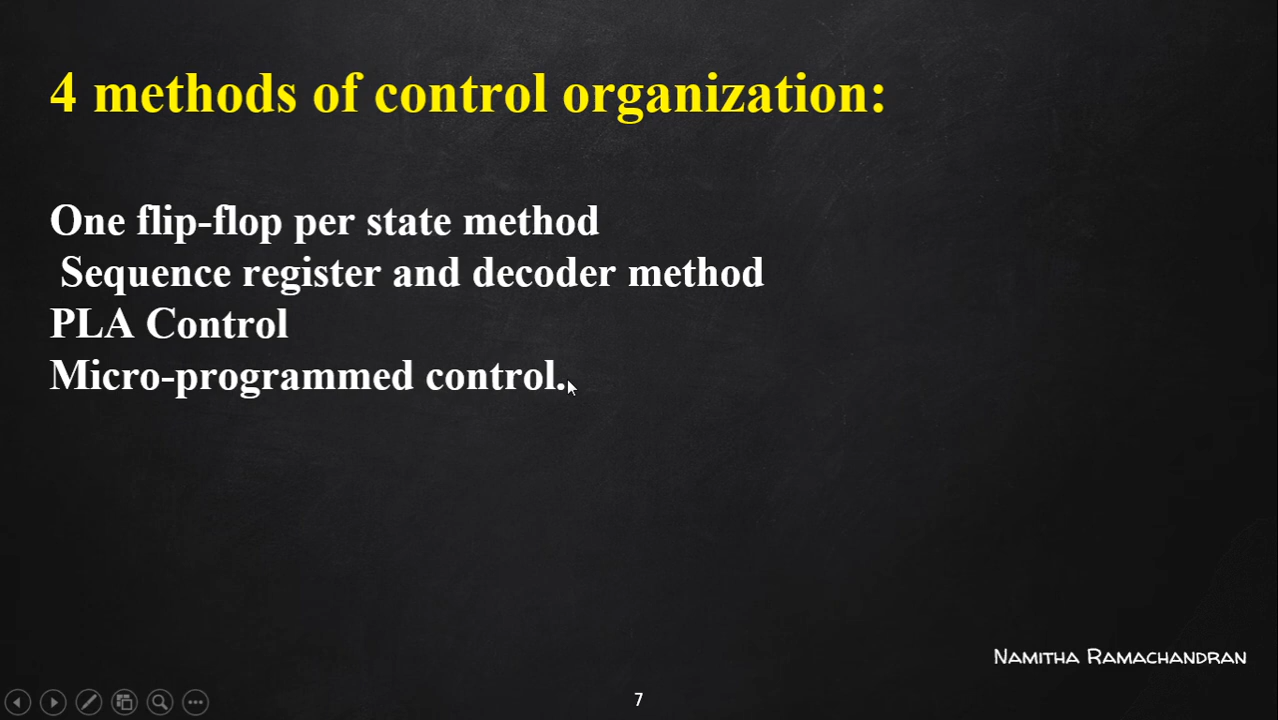 4 methods of control organization:
One flip-flop per state method
Sequence register and decoder method
PLA Control
Micro-programmed control.
Namitha Ramachandran
7